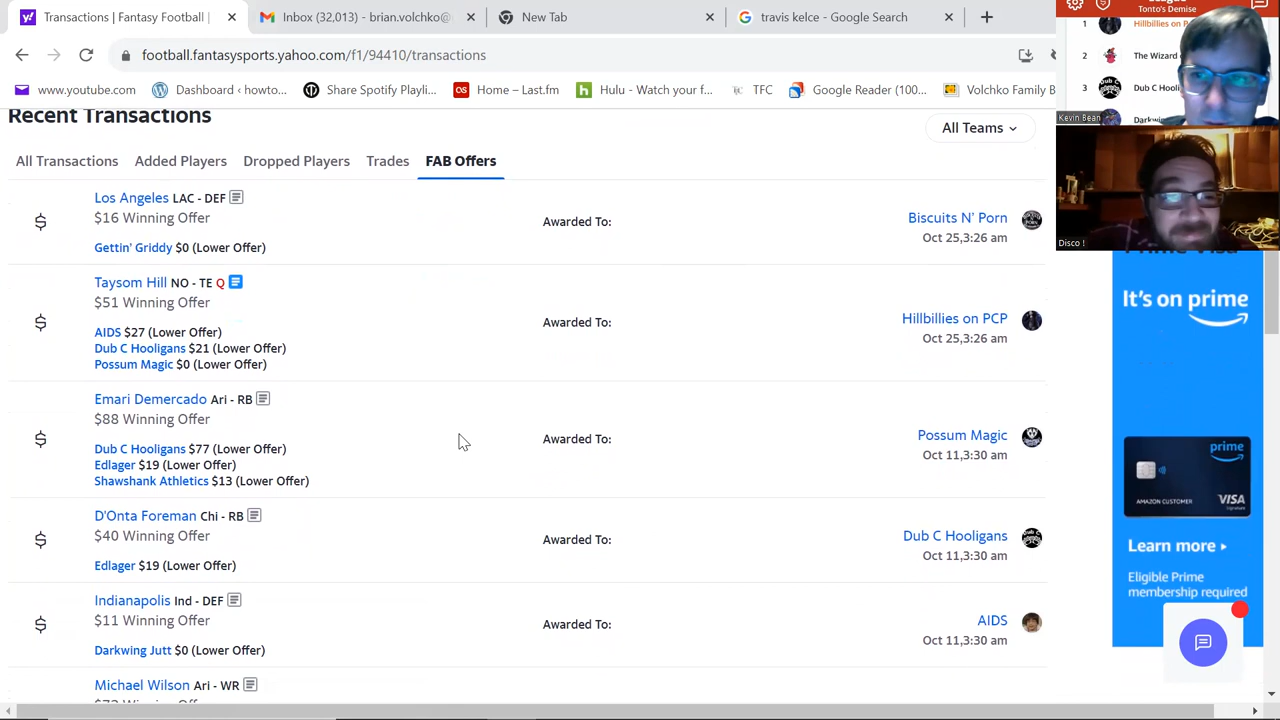 Transactions | Fantasy Football |
Inbox (32,013) - brian.volchko@
New Tab
travis kelce - Google Search
football.fantasysports.yahoo.com/f1/94410/transactions
www.youtube.com
Dashboard ‹ howto...
Share Spotify Pyli...
Home – Last.fm
Hulu - Watch your f...
TFC
Google Reader (100...
Volchko Family B
Tonto's Demise
1 Hillbillies on P
2 The Wizard
3 Dub C Hooli
Darkwin
Kevin Bean
Disco !
Recent Transactions
All Teams
All Transactions
Added Players
Dropped Players
Trades
FAB Offers
Los Angeles LAC - DEF
$16 Winning Offer
Gettin' Griddy $0 (Lower Offer)
Awarded To:
Biscuits N' Porn
Oct 25,3:26 am
Taysom Hill NO - TE Q
$51 Winning Offer
AIDS $27 (Lower Offer)
Dub C Hooligans $21 (Lower Offer)
Possum Magic $0 (Lower Offer)
Awarded To:
Hillbillies on PCP
Oct 25,3:26 am
Emari Demercado Ari - RB
$88 Winning Offer
Dub C Hooligans $77 (Lower Offer)
Edlager $19 (Lower Offer)
Shawshank Athletics $13 (Lower Offer)
Awarded To:
Possum Magic
Oct 11,3:30 am
D'Onta Foreman Chi - RB
$40 Winning Offer
Edlager $19 (Lower Offer)
Awarded To:
Dub C Hooligans
Oct 11,3:30 am
Indianapolis Ind - DEF
$11 Winning Offer
Darkwing Jutt $0 (Lower Offer)
Awarded To:
AIDS
Oct 11,3:30 am
Michael Wilson Ari - WR
Prime Visa
It's on prime
prime
AMAZON CUSTOMER
VISA
Signature
Learn more
Eligible Prime
membership required